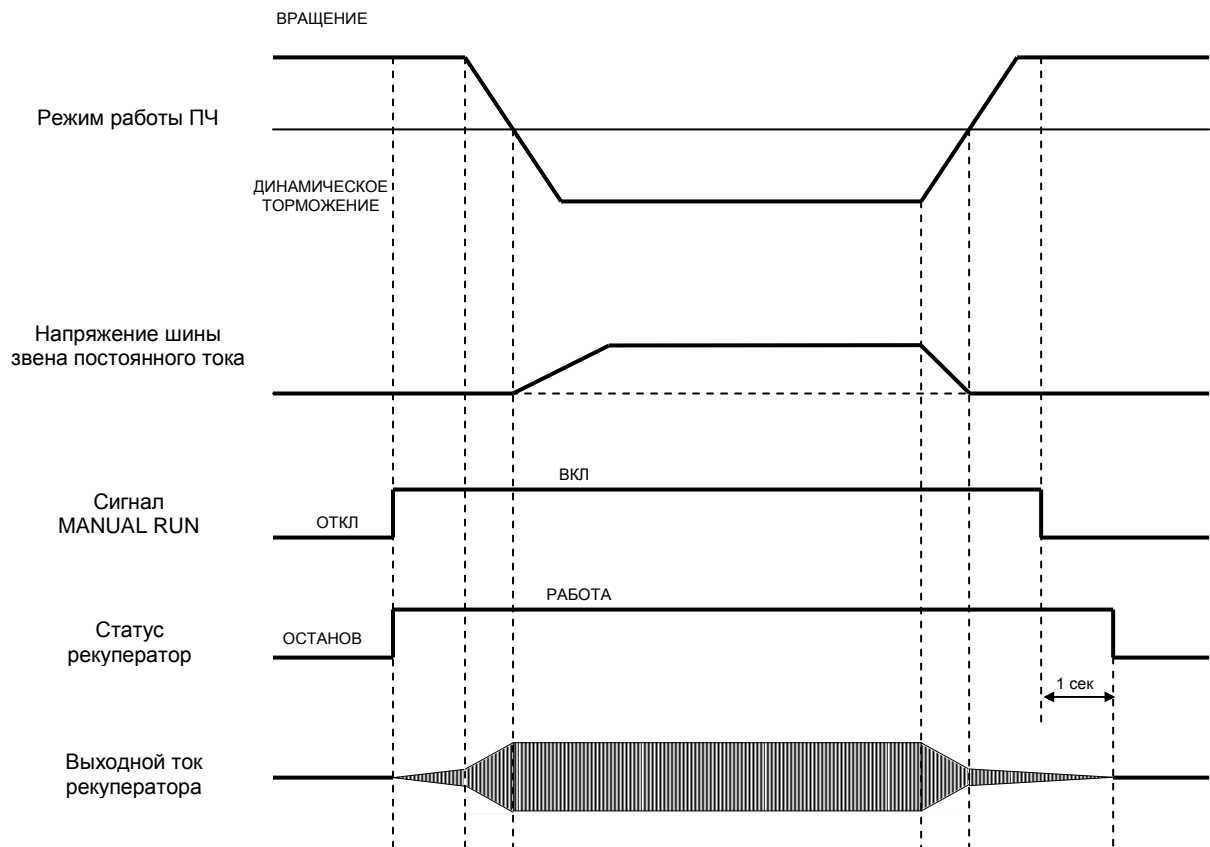 ВРАЩЕНИЕ
Режим работы ПЧ
ДИНАМИЧЕСКОЕ
ТОРМОЖЕНИЕ
Напряжение шины
звена постоянного тока
ВКЛ
Сигнал
MANUAL RUN
ОТКЛ
РАБОТА
Статус
рекуператор
ОСТАНОВ
1 сек
Выходной ток
рекуператора